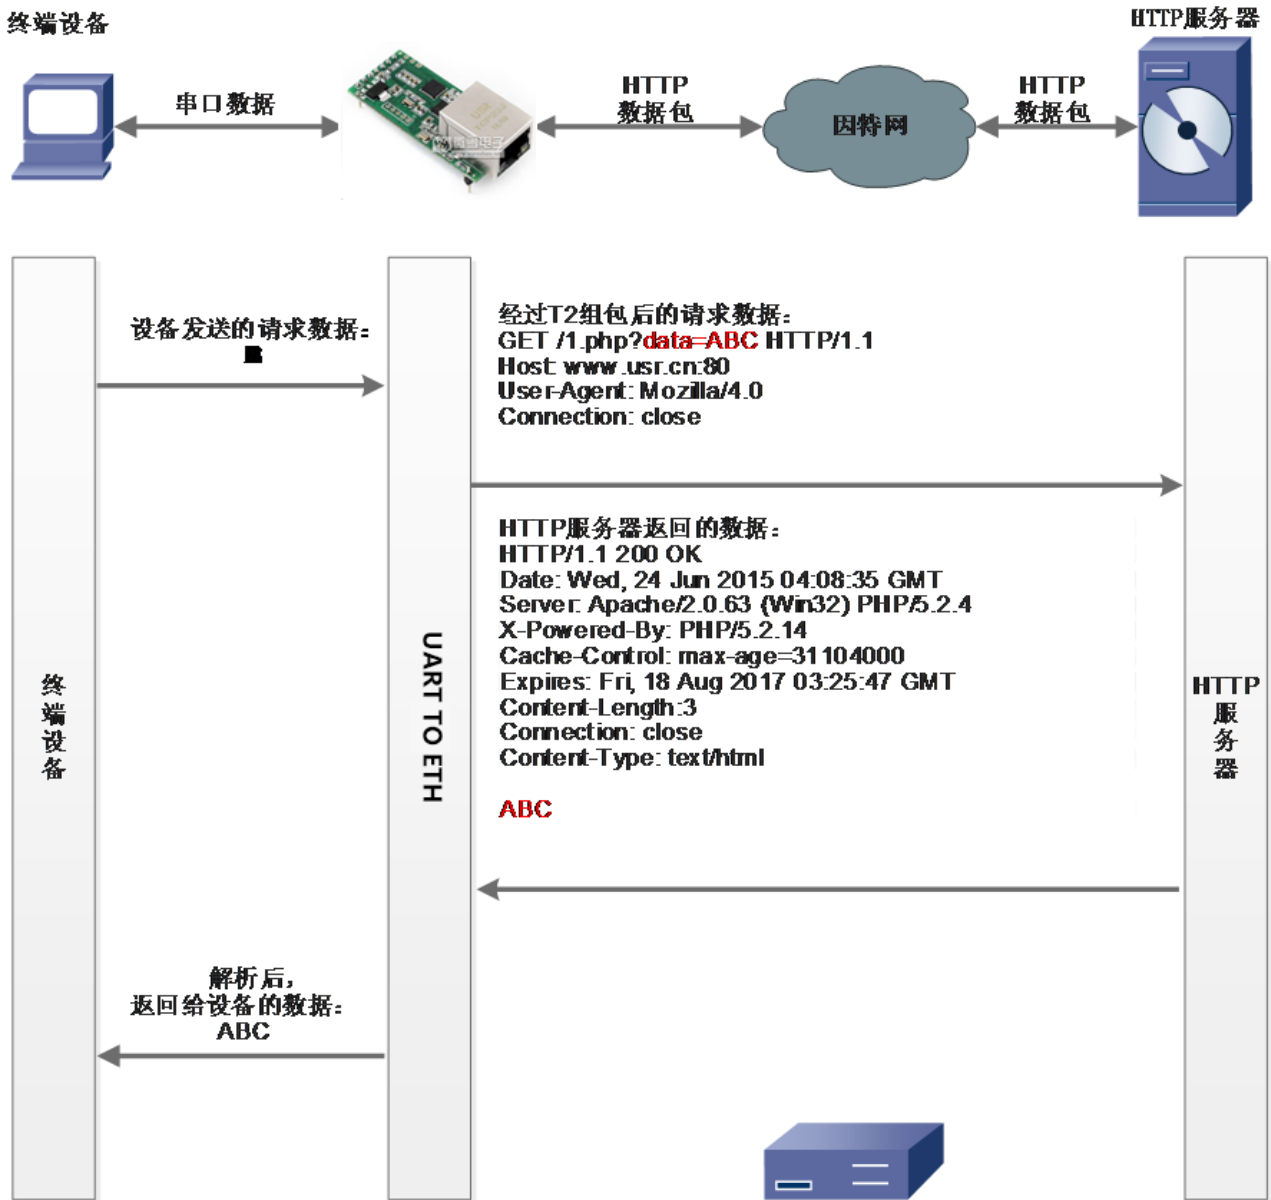 终端设备
HTTP服务器
串口数据
HTTP
数据包
因特网
HTTP
数据包
设备发送的请求数据：
经过T2组包后的请求数据：
GET /1.php?data=ABC HTTP/1.1
Host: www.usr.cn:80
User-Agent: Mozilla/4.0
Connection: close
HTTP服务器返回的数据：
HTTP/1.1 200 OK
Date: Wed, 24 Jun 2015 04:08:35 GMT
Server: Apache/2.0.63 (Win32) PHP/5.2.4
X-Powered-By: PHP/5.2.14
Cache-Control: max-age=31104000
Expires: Fri, 18 Aug 2017 03:25:47 GMT
Content-Length:3
Connection: close
Content-Type: text/html
ABC
终端设备
UART TO ETH
HTTP
服务器
解析后，
返回给设备的数据：
ABC